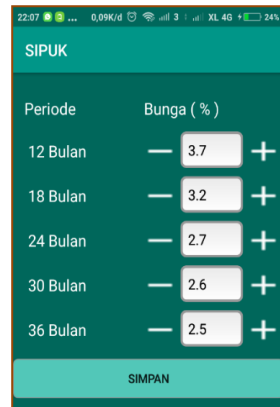 22:07 ... 0,09K/d 3 XL 4G 24%
SIPUK
Periode Bunga ( % )
12 Bulan 3.7
18 Bulan 3.2
24 Bulan 2.7
30 Bulan 2.6
36 Bulan 2.5
SIMPAN